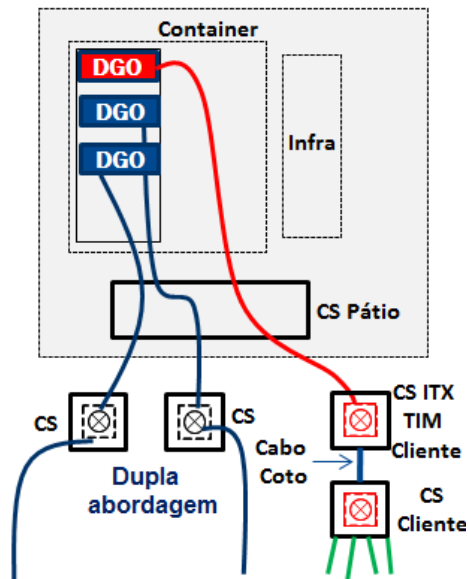 Container
DGO
DGO
DGO
Infra
CS Pátio
CS
CS
CS ITX
TIM
Cliente
Cabo
Coto
Dupla
abordagem
CS
Cliente